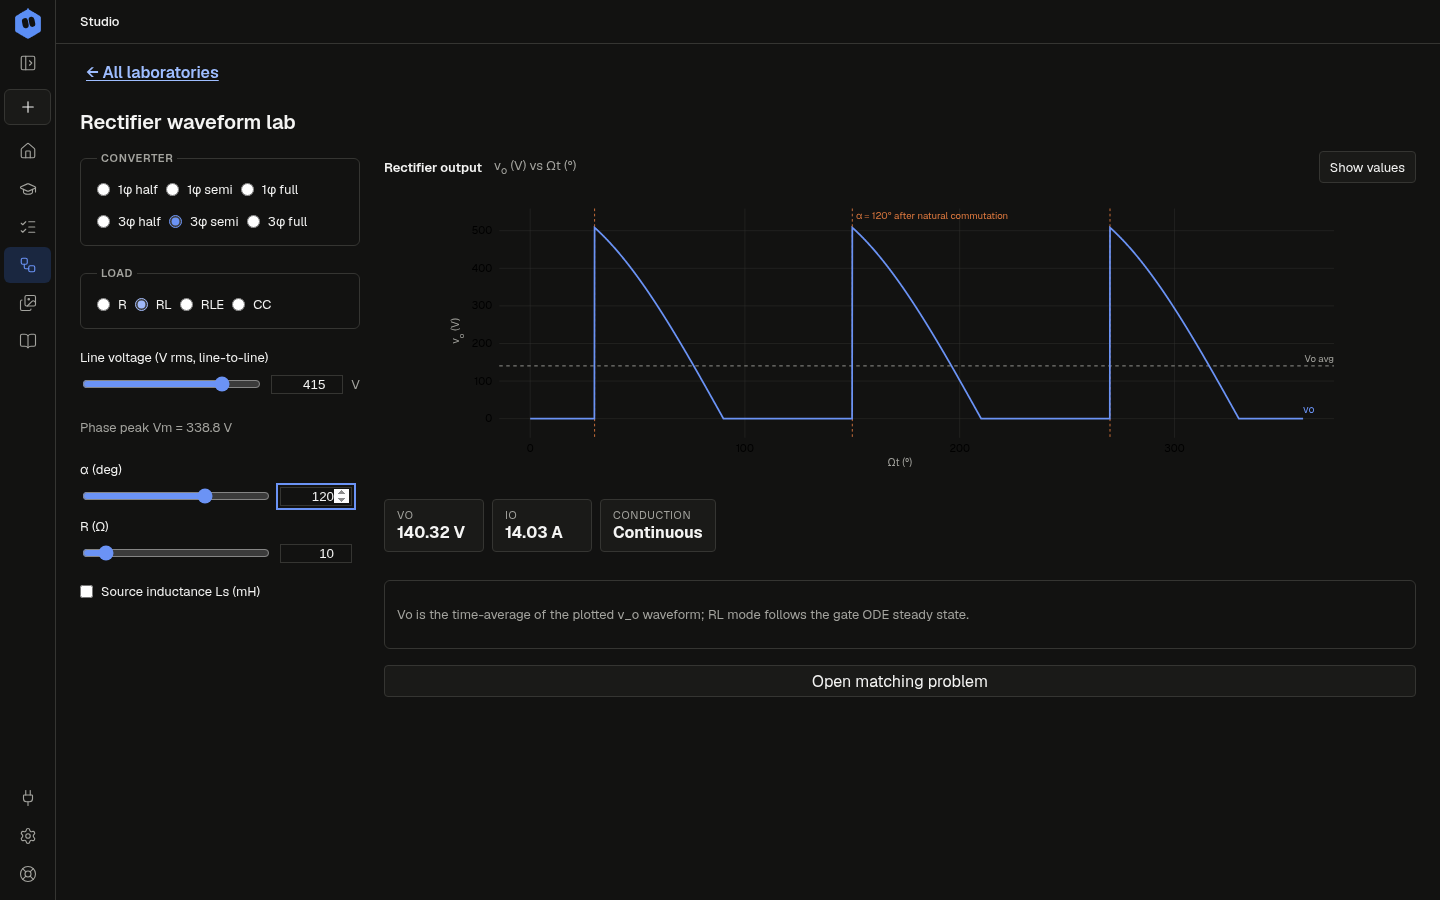 Studio
← All laboratories
Rectifier waveform lab
CONVERTER
1φ half 1φ semi 1φ full
3φ half 3φ semi 3φ full
LOAD
R RL RLE CC
Line voltage (V rms, line-to-line)
415 V
Phase peak Vm = 338.8 V
α (deg)
120
R (Ω)
10
Source inductance Ls (mH)
Rectifier output vo (V) vs Ωt (°)
Show values
α = 120° after natural commutation
500
400
300
200
100
0
vo (V)
Vo avg
vo
0 100 200 300
Ωt (°)
VO
140.32 V
IO
14.03 A
CONDUCTION
Continuous
Vo is the time-average of the plotted v_o waveform; RL mode follows the gate ODE steady state.
Open matching problem